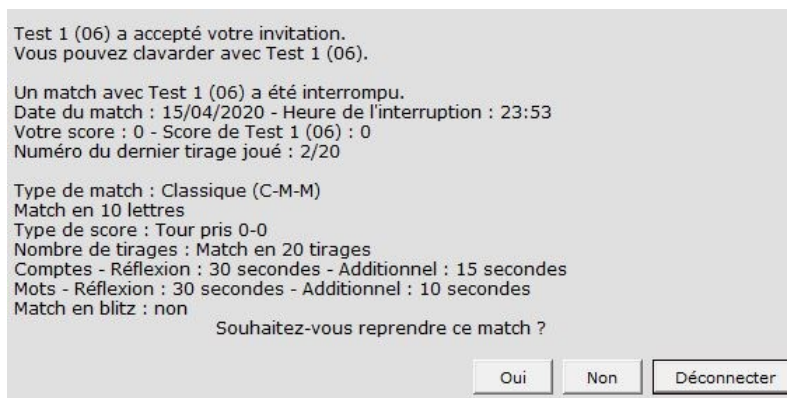 Test 1 (06) a accepté votre invitation.
Vous pouvez clavarder avec Test 1 (06).
Un match avec Test 1 (06) a été interrompu.
Date du match : 15/04/2020 - Heure de l'interruption : 23:53
Votre score : 0 - Score de Test 1 (06) : 0
Numéro du dernier tirage joué : 2/20
Type de match : Classique (C-M-M)
Match en 10 lettres
Type de score : Tour pris 0-0
Nombre de tirages : Match en 20 tirages
Comptes - Réflexion : 30 secondes - Additionnel : 15 secondes
Mots - Réflexion : 30 secondes - Additionnel : 10 secondes
Match en blitz : non
Souhaitez-vous reprendre ce match ?
Oui Non Déconnecter